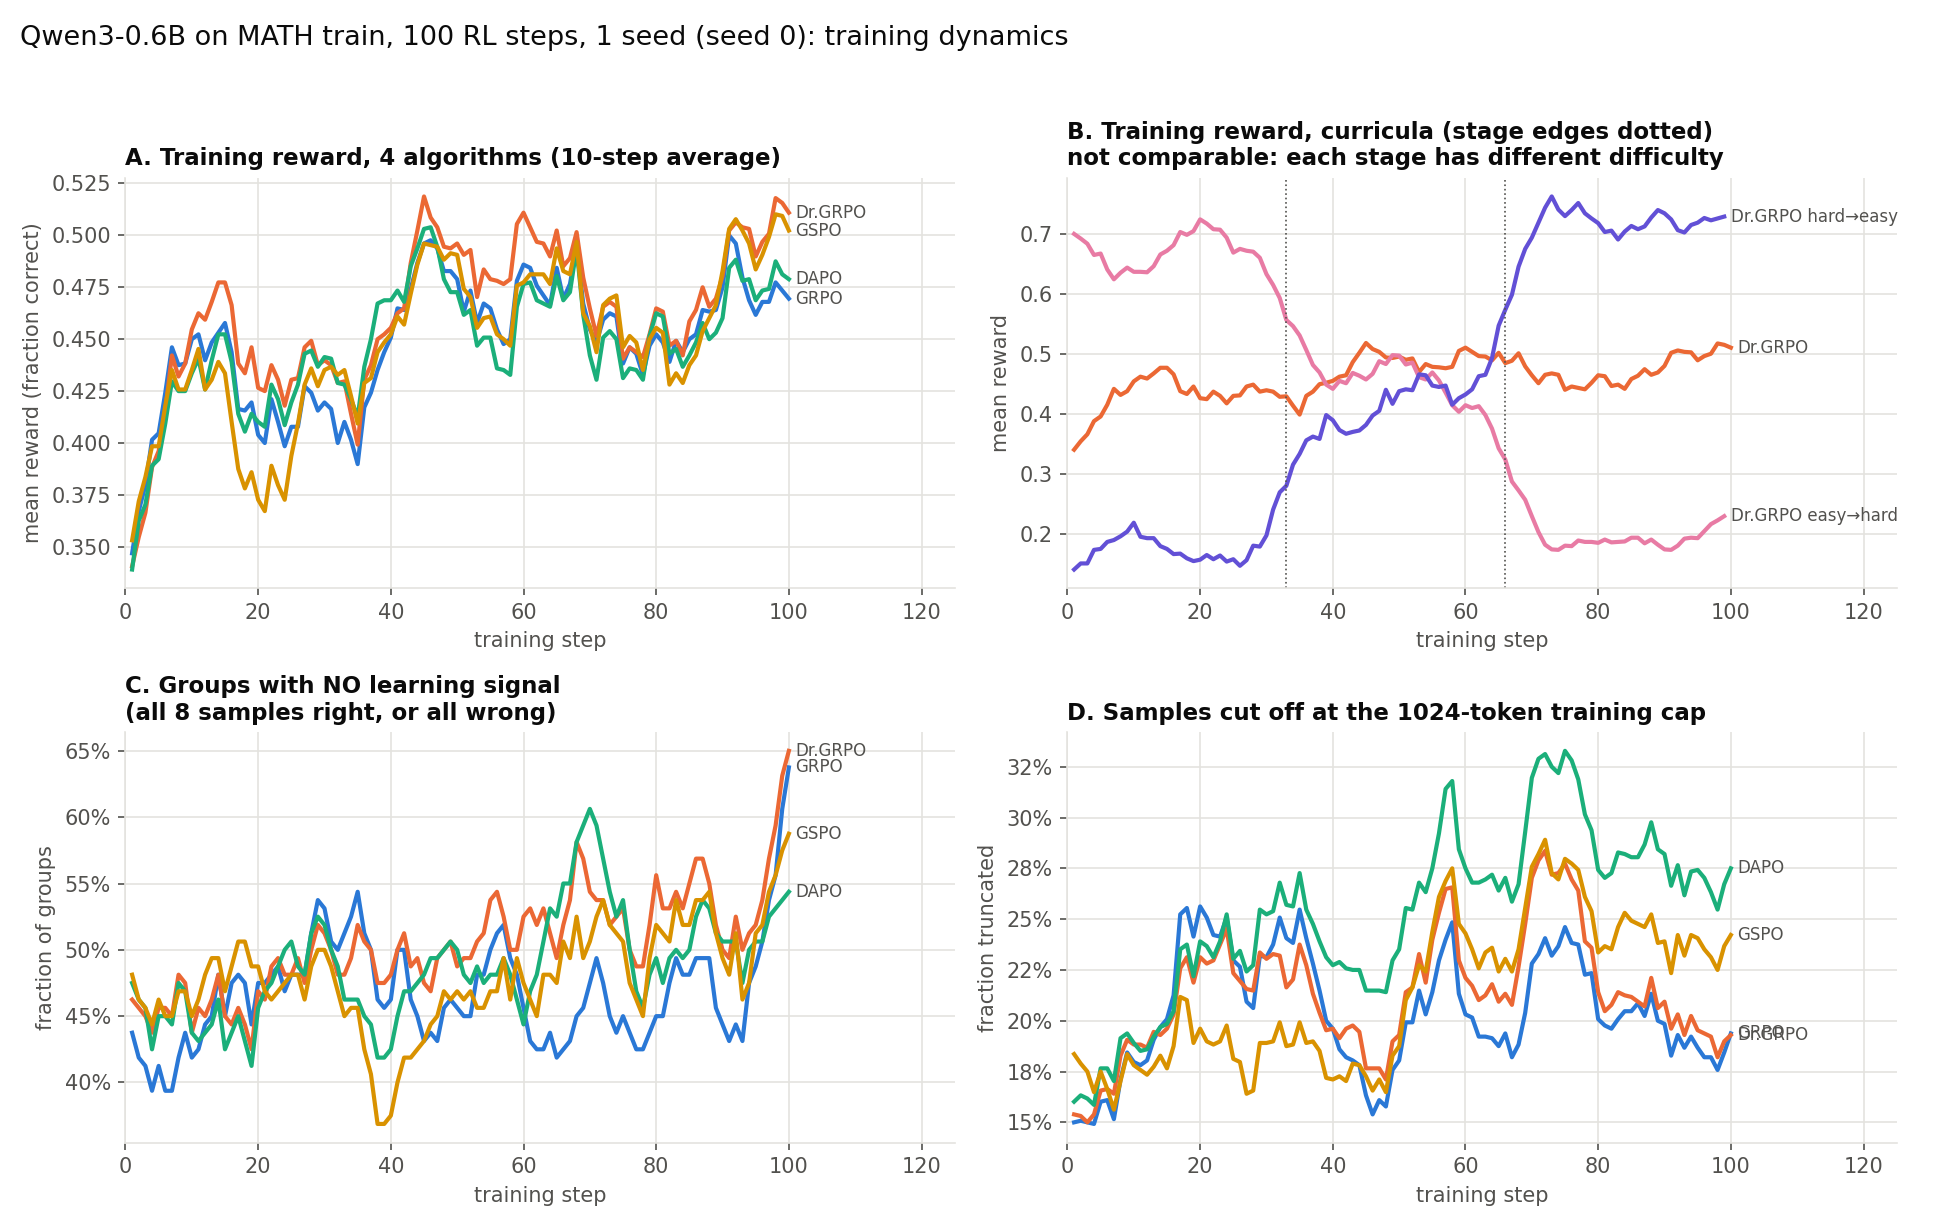 Qwen3-0.6B on MATH train, 100 RL steps, 1 seed (seed 0): training dynamics
A. Training reward, 4 algorithms (10-step average)
mean reward (fraction correct)
0.525
0.500
0.475
0.450
0.425
0.400
0.375
0.350
Dr.GRPO
GSPO
DAPO
GRPO
0 20 40 60 80 100 120
training step
B. Training reward, curricula (stage edges dotted)
not comparable: each stage has different difficulty
mean reward
0.7
0.6
0.5
0.4
0.3
0.2
Dr.GRPO hard→easy
Dr.GRPO
Dr.GRPO easy→hard
0 20 40 60 80 100 120
training step
C. Groups with NO learning signal
(all 8 samples right, or all wrong)
fraction of groups
65%
60%
55%
50%
45%
40%
Dr.GRPO
GRPO
GSPO
DAPO
0 20 40 60 80 100 120
training step
D. Samples cut off at the 1024-token training cap
fraction truncated
32%
30%
28%
25%
22%
20%
18%
15%
DAPO
GSPO
GRPO
Dr.GRPO
0 20 40 60 80 100 120
training step